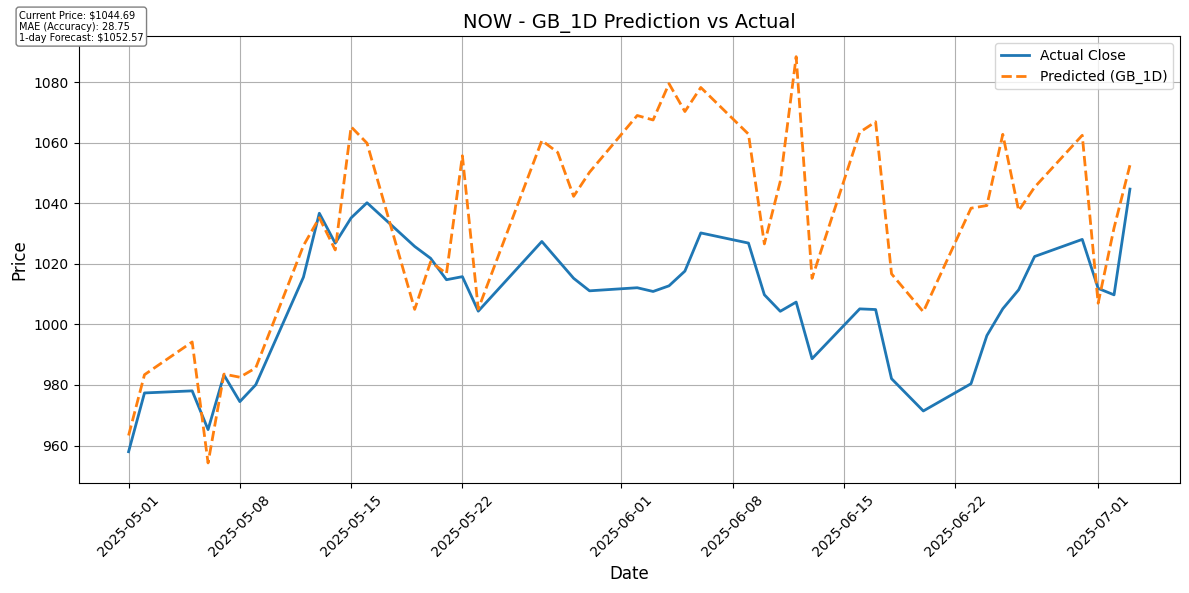 NOW - GB_1D Prediction vs Actual
Current Price: $1044.69
MAE (Accuracy): 28.75
1-day Forecast: $1052.57
Actual Close
Predicted (GB_1D)
Price
1080
1060
1040
1020
1000
980
960
2025-05-01
2025-05-08
2025-05-15
2025-05-22
2025-06-01
2025-06-08
2025-06-15
2025-06-22
2025-07-01
Date